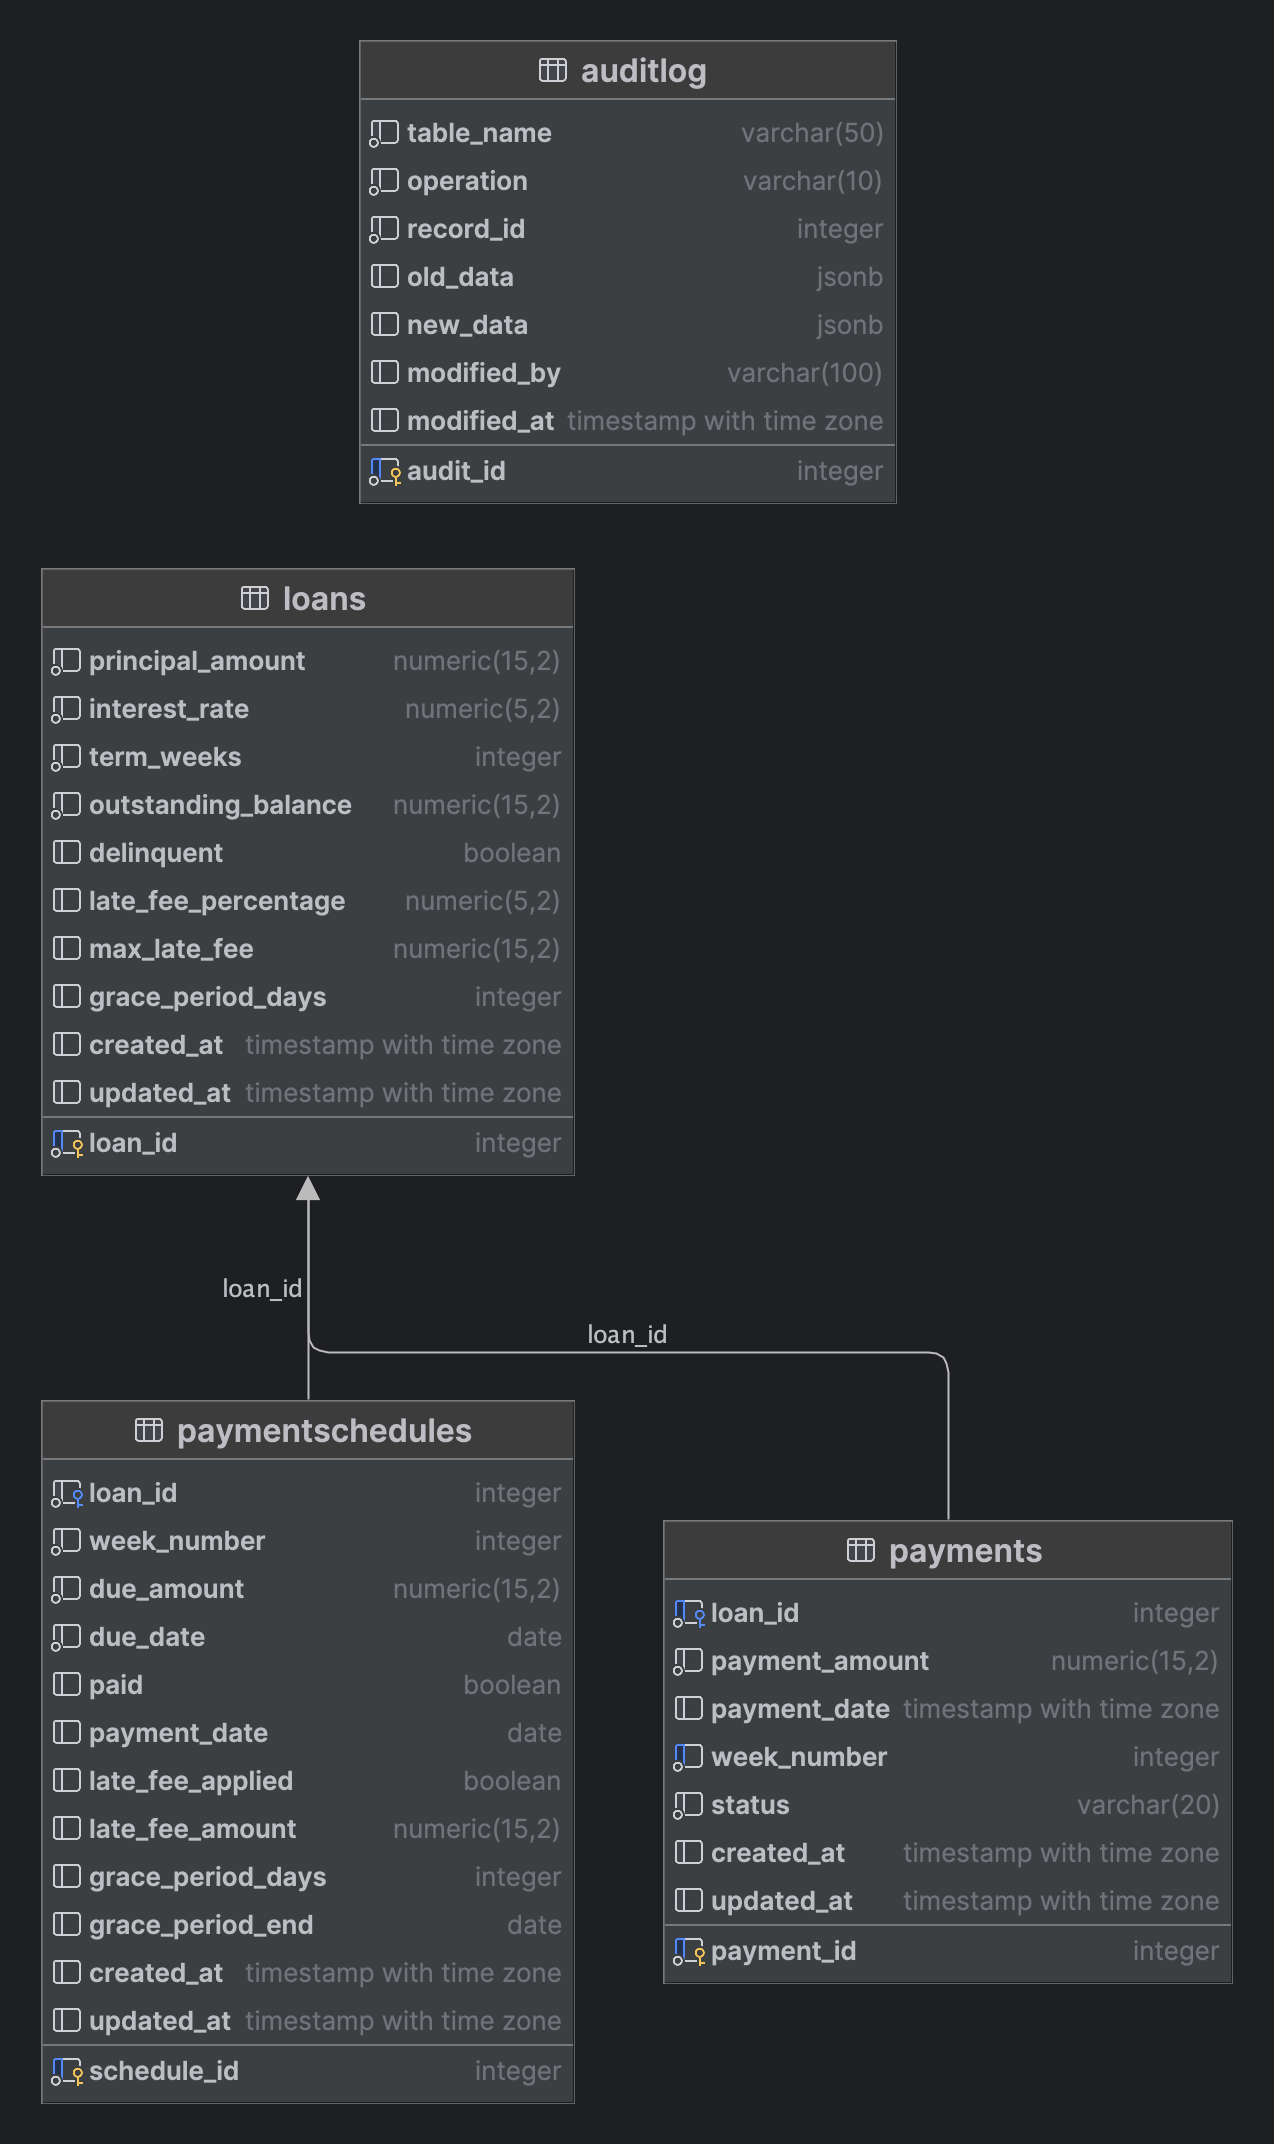 auditlog
table_name varchar(50)
operation varchar(10)
record_id integer
old_data jsonb
new_data jsonb
modified_by varchar(100)
modified_at timestamp with time zone
audit_id integer
loans
principal_amount numeric(15,2)
interest_rate numeric(5,2)
term_weeks integer
outstanding_balance numeric(15,2)
delinquent boolean
late_fee_percentage numeric(5,2)
max_late_fee numeric(15,2)
grace_period_days integer
created_at timestamp with time zone
updated_at timestamp with time zone
loan_id integer
loan_id
loan_id
paymentschedules
loan_id integer
week_number integer
due_amount numeric(15,2)
due_date date
paid boolean
payment_date date
late_fee_applied boolean
late_fee_amount numeric(15,2)
grace_period_days integer
grace_period_end date
created_at timestamp with time zone
updated_at timestamp with time zone
schedule_id integer
payments
loan_id integer
payment_amount numeric(15,2)
payment_date timestamp with time zone
week_number integer
status varchar(20)
created_at timestamp with time zone
updated_at timestamp with time zone
payment_id integer